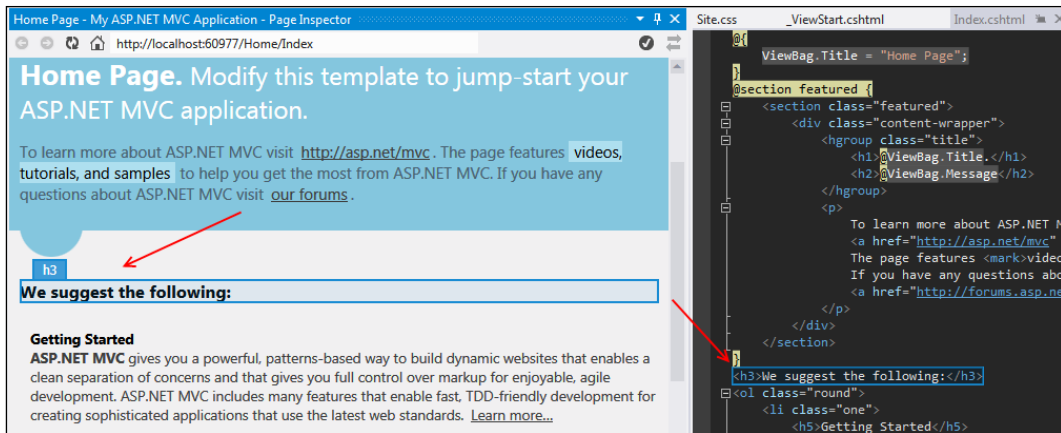 Home Page - My ASP.NET MVC Application - Page Inspector
http://localhost:60977/Home/Index
Home Page. Modify this template to jump-start your
ASP.NET MVC application.
To learn more about ASP.NET MVC visit http://asp.net/mvc . The page features videos,
tutorials, and samples to help you get the most from ASP.NET MVC. If you have any
questions about ASP.NET MVC visit our forums .
h3
We suggest the following:
Getting Started
ASP.NET MVC gives you a powerful, patterns-based way to build dynamic websites that enables a
clean separation of concerns and that gives you full control over markup for enjoyable, agile
development. ASP.NET MVC includes many features that enable fast, TDD-friendly development for
creating sophisticated applications that use the latest web standards. Learn more...
Site.css _ViewStart.cshtml Index.cshtml
@{
ViewBag.Title = "Home Page";
}
@section featured {
<section class="featured">
<div class="content-wrapper">
<hgroup class="title">
<h1>@ViewBag.Title.</h1>
<h2>@ViewBag.Message</h2>
</hgroup>
<p>
To learn more about ASP.NET
<a href="http://asp.net/mvc"
The page features <mark>video
If you have any questions abo
<a href="http://forums.asp.ne
</p>
</div>
</section>
}
<h3>We suggest the following:</h3>
<ol class="round">
<li class="one">
<h5>Getting Started</h5>